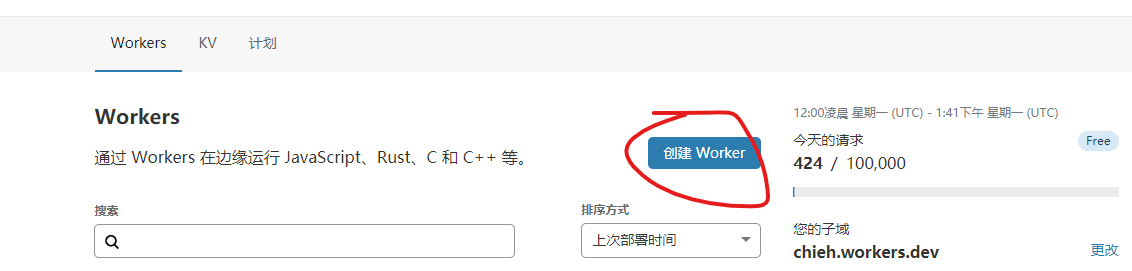 Workers KV 计划
Workers
通过 Workers 在边缘运行 JavaScript、Rust、C 和 C++ 等。
创建 Worker
搜索
排序方式
上次部署时间
12:00凌晨 星期一 (UTC) - 1:41下午 星期一 (UTC)
今天的请求
Free
424 / 100,000
您的子域
chieh.workers.dev
更改